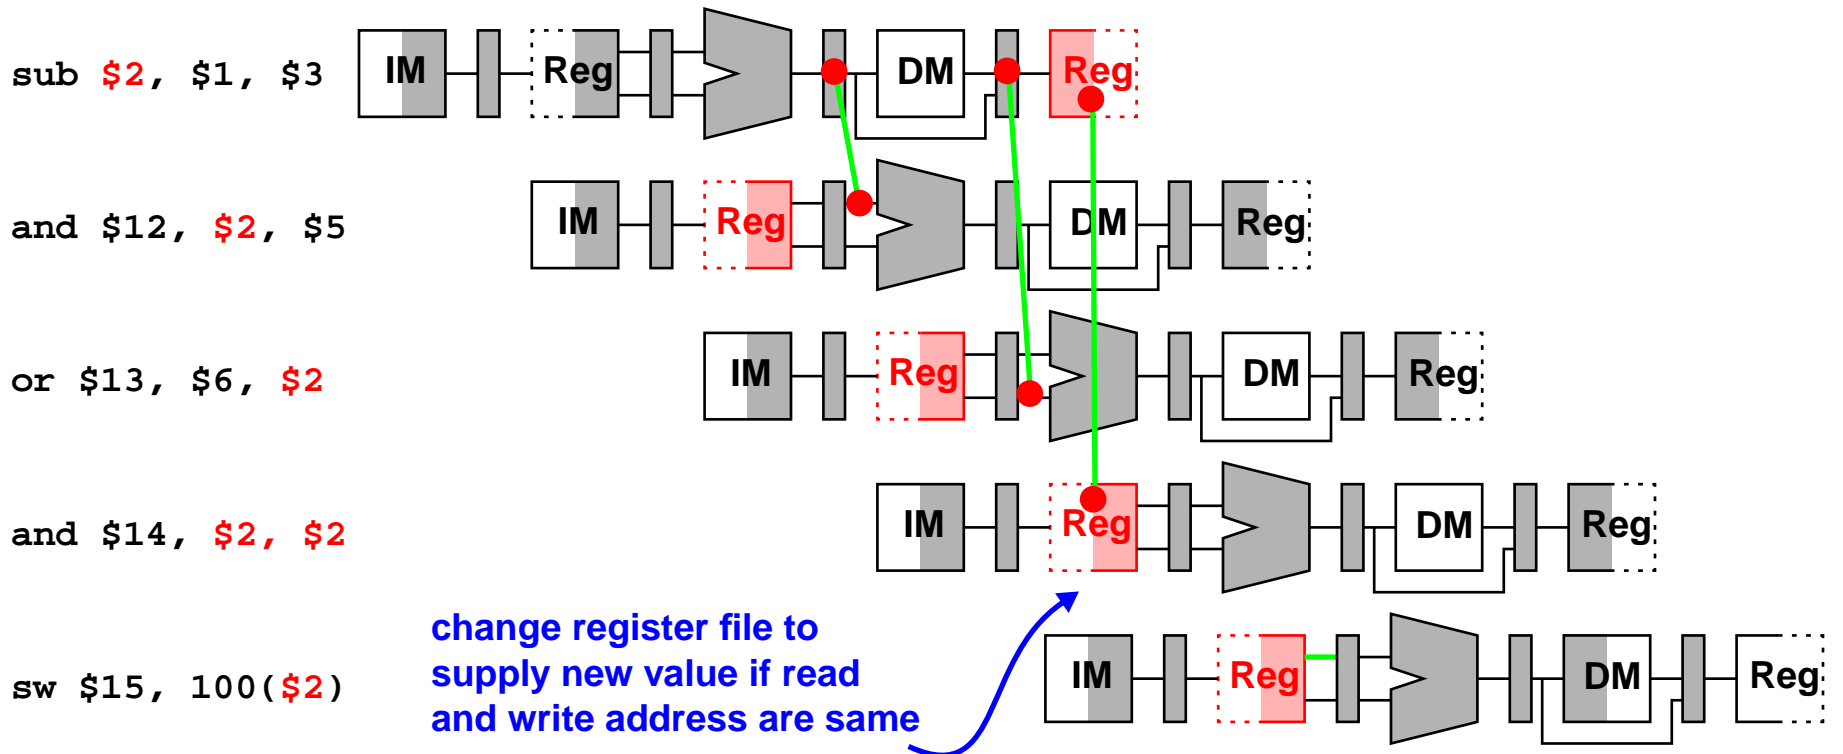 sub $2, $1, $3 IM Reg DM Reg
and $12, $2, $5 IM Reg DM Reg
or $13, $6, $2 IM Reg DM Reg
and $14, $2, $2 IM Reg DM Reg
sw $15, 100($2) IM Reg DM Reg
change register file to
supply new value if read
and write address are same